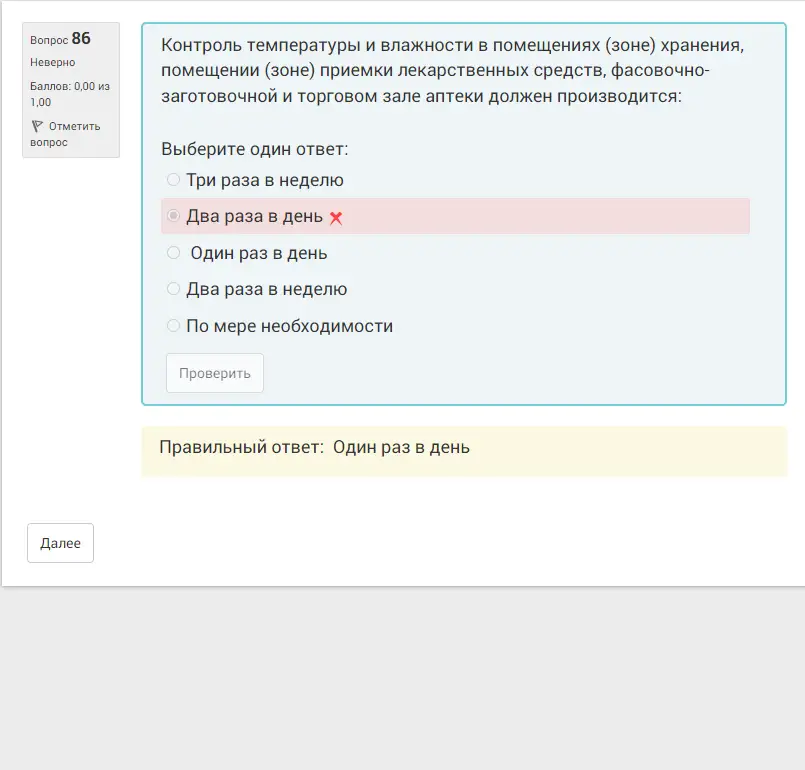 Вопрос 86
Неверно
Баллов: 0,00 из
1,00
Отметить
вопрос
Контроль температуры и влажности в помещениях (зоне) хранения,
помещении (зоне) приемки лекарственных средств, фасовочно-
заготовочной и торговом зале аптеки должен производится:
Выберите один ответ:
Три раза в неделю
Два раза в день
Один раз в день
Два раза в неделю
По мере необходимости
Проверить
Правильный ответ: Один раз в день
Далее